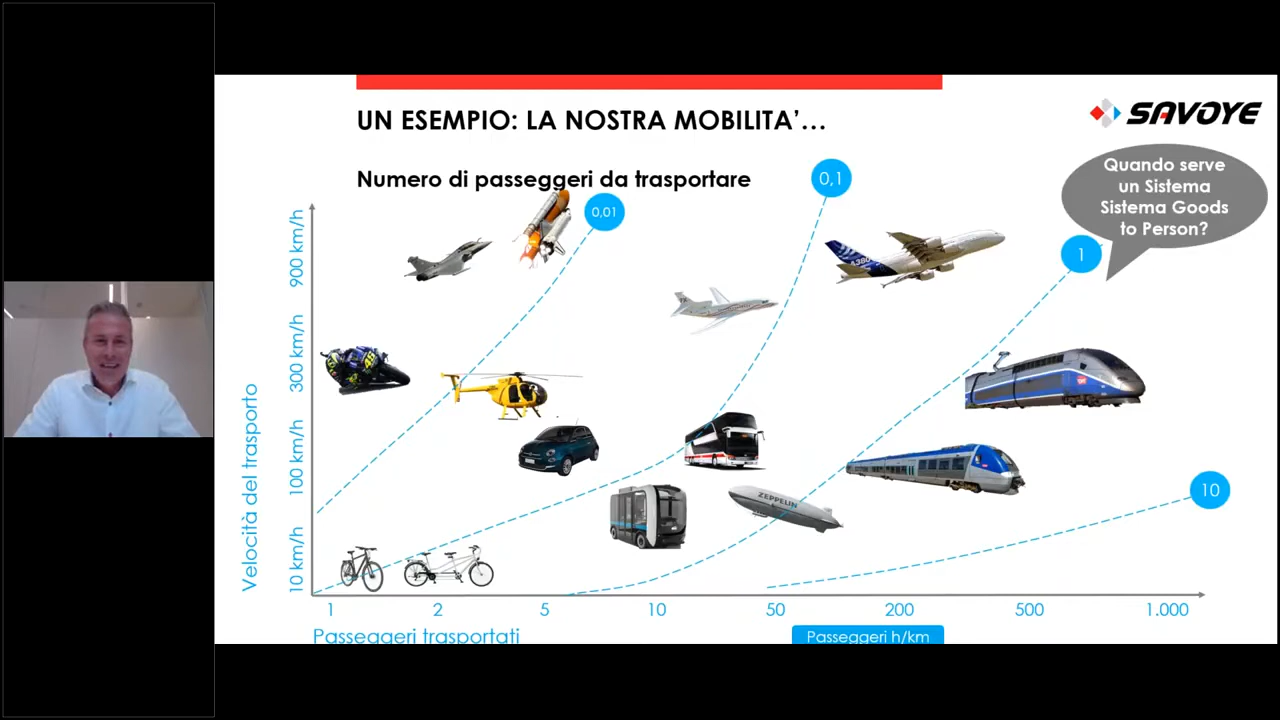 UN ESEMPIO: LA NOSTRA MOBILITA'...
SAVOYE
Numero di passeggeri da trasportare
Quando serve
un Sistema
Sistema Goods
to Person?
0,01
0,1
1
10
A380
46
ZEPPELIN
Velocità del trasporto
900 km/h
300 km/h
100 km/h
10 km/h
1
2
5
10
50
200
500
1.000
Passeggeri trasportati
Passeggeri h/km